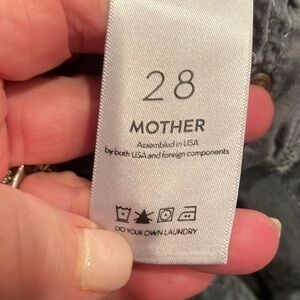 28
MOTHER
Assembled in USA
by both USA and foreign components
DO YOUR OWN LAUNDRY